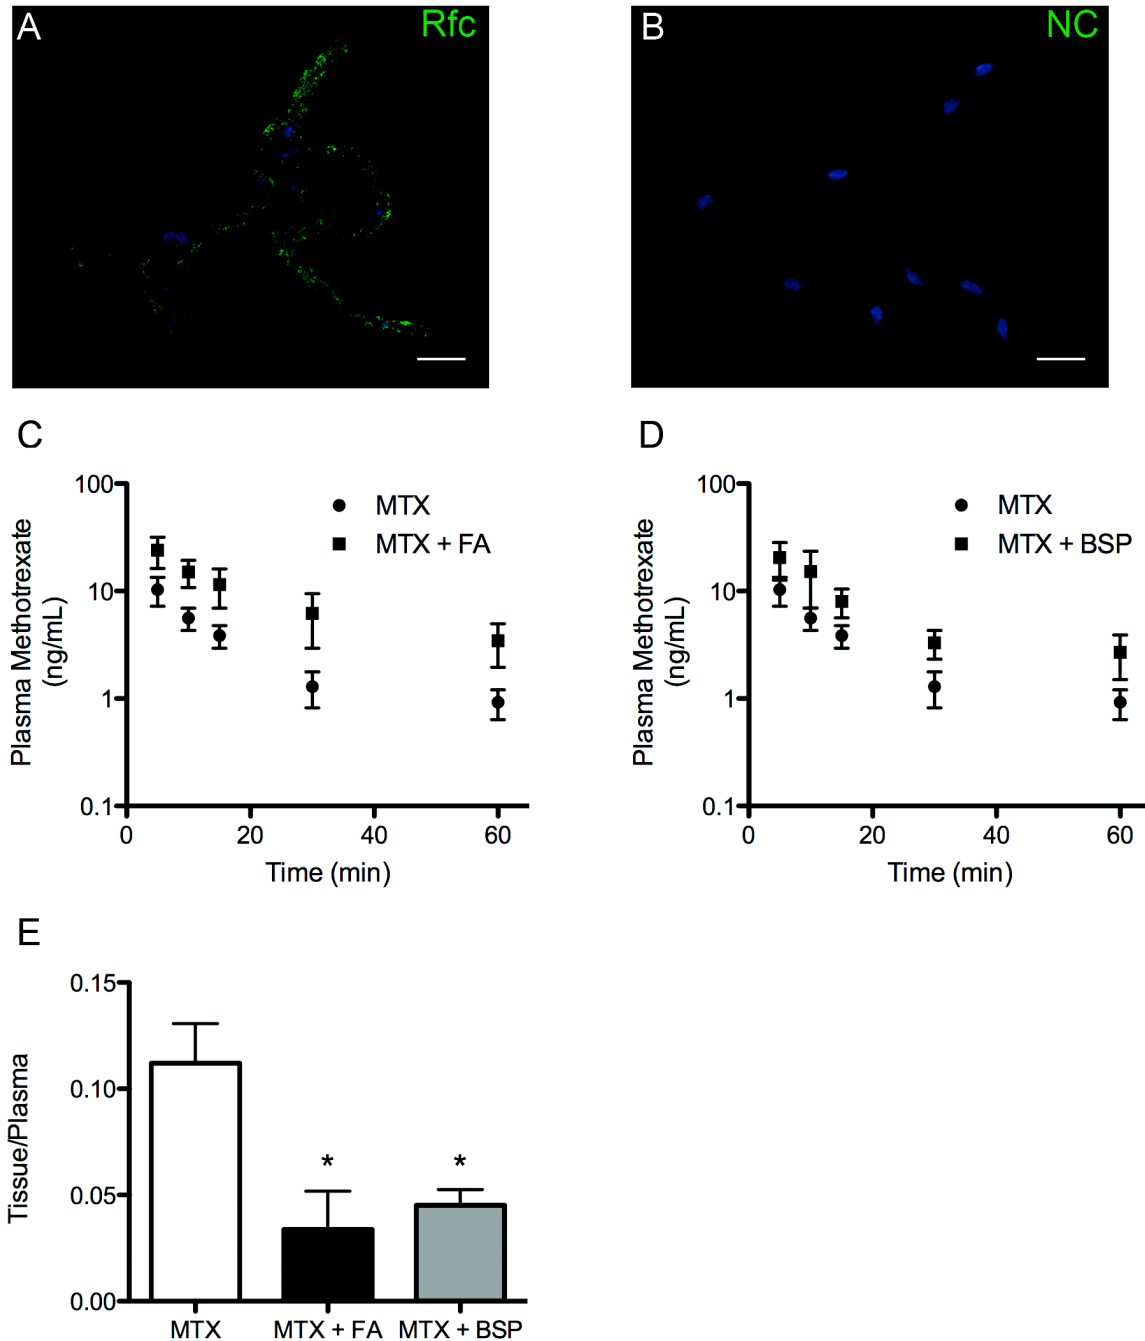 A
Rfc
B
NC
C
100
10
1
0.1
0
20
40
60
Plasma Methotrexate
(ng/mL)
Time (min)
MTX
MTX + FA
D
100
10
1
0.1
0
20
40
60
Plasma Methotrexate
(ng/mL)
Time (min)
MTX
MTX + BSP
E
0.15
0.10
0.05
0.00
Tissue/Plasma
*
*
MTX
MTX + FA
MTX + BSP